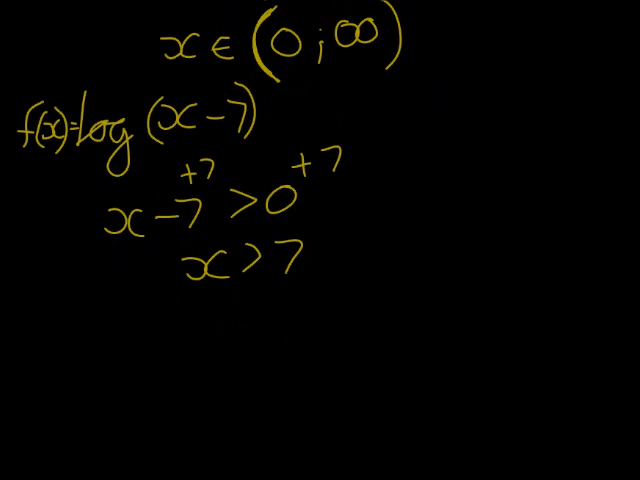 x ∈ (0 ; ∞)
f(x)=log (x - 7)
+7 +7
x - 7 > 0
x > 7